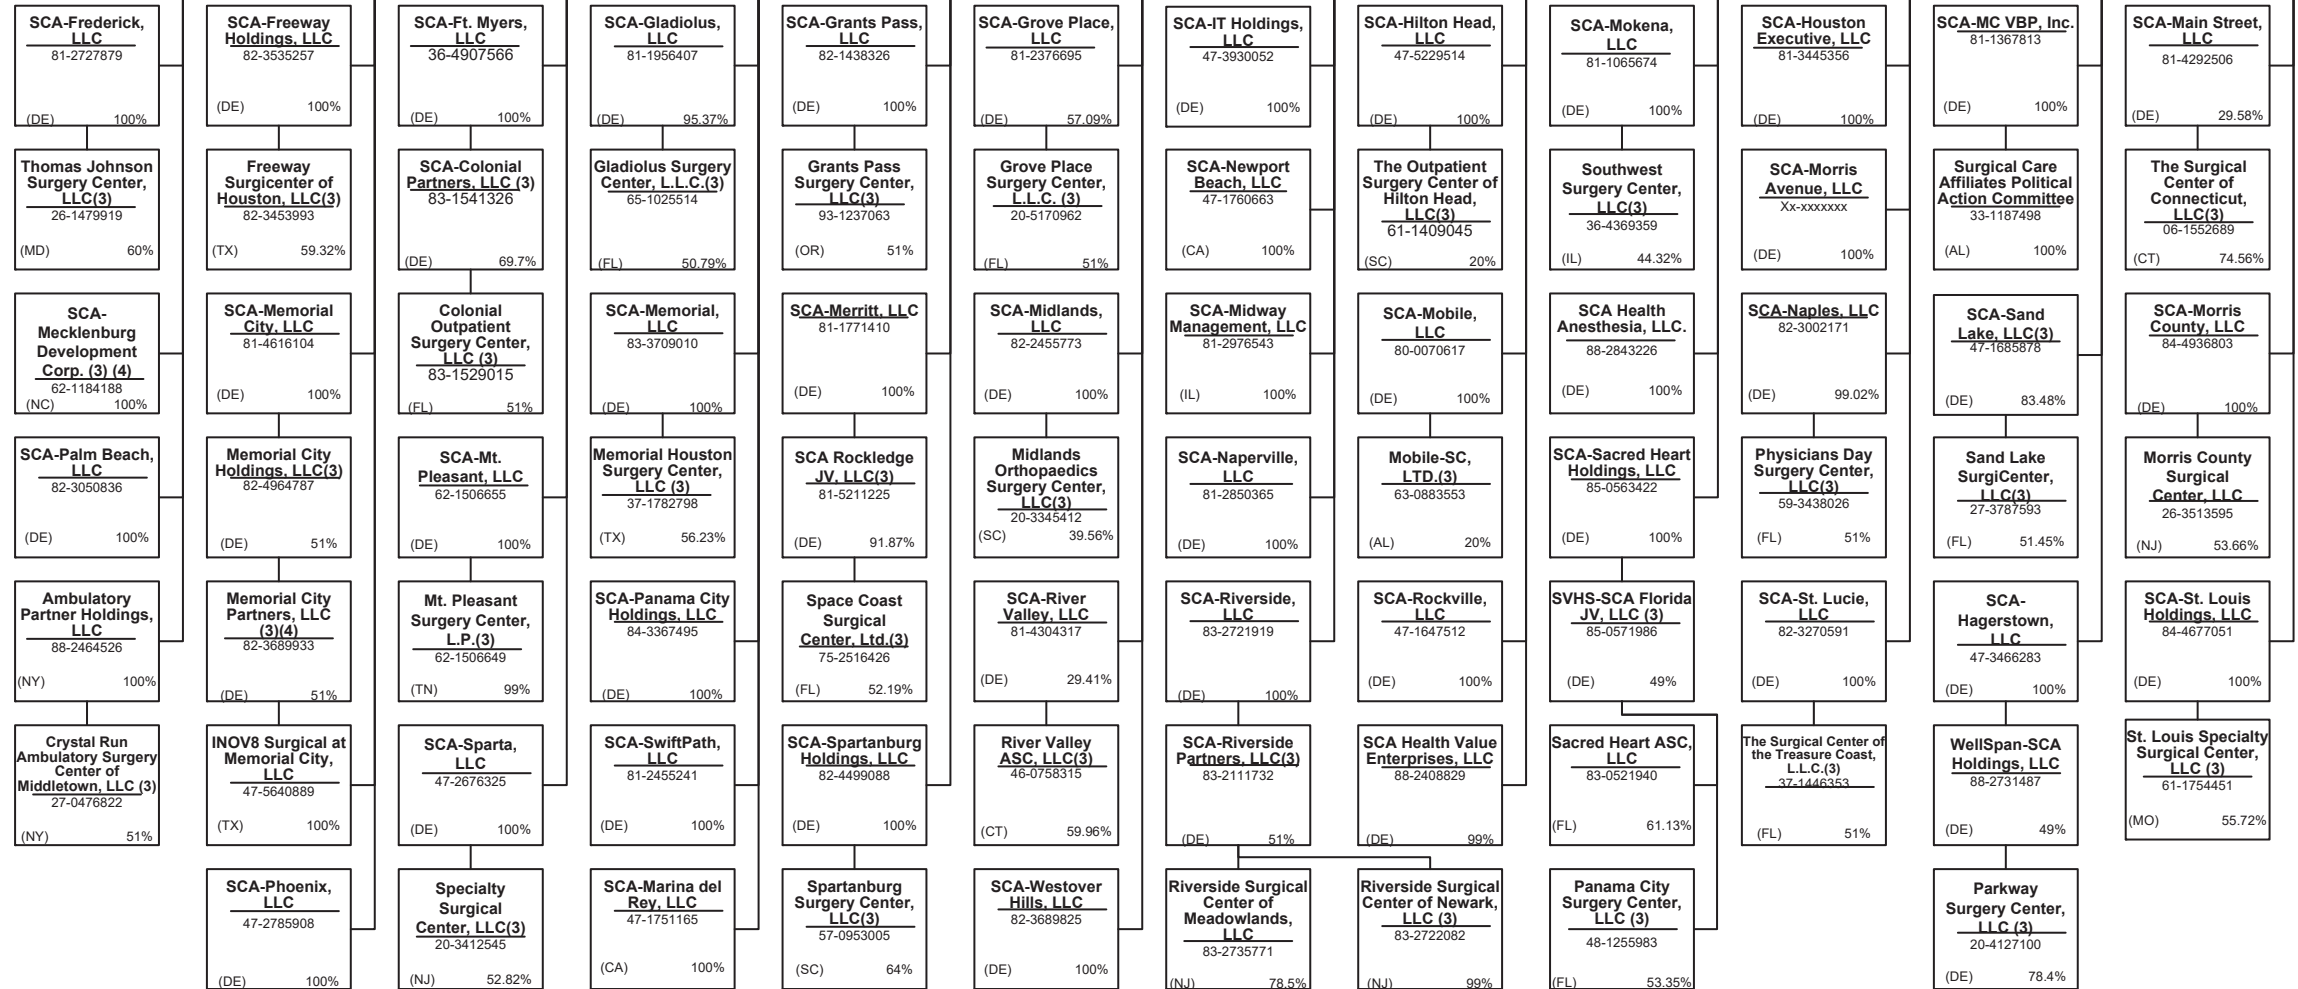 SCA-Frederick,
LLC
81-2727879
(DE) 100%
Thomas Johnson
Surgery Center,
LLC(3)
26-1479919
(MD) 60%
SCA-
Mecklenburg
Development
Corp. (3) (4)
62-1184188
(NC) 100%
SCA-Palm Beach,
LLC
82-3050836
(DE) 100%
Ambulatory
Partner Holdings,
LLC
88-2464526
(NY) 100%
Crystal Run
Ambulatory Surgery
Center of
Middletown, LLC (3)
27-0476822
(NY) 51%
SCA-Freeway
Holdings, LLC
82-3535257
(DE) 100%
Freeway
Surgicenter of
Houston, LLC(3)
82-3453993
(TX) 59.32%
SCA-Memorial
City, LLC
81-4616104
(DE) 100%
Memorial City
Holdings, LLC(3)
82-4964787
(DE) 51%
Memorial City
Partners, LLC
(3)(4)
82-3689933
(DE) 51%
INOV8 Surgical at
Memorial City,
LLC
47-5640889
(TX) 100%
SCA-Phoenix,
LLC
47-2785908
(DE) 100%
SCA-Ft. Myers,
LLC
36-4907566
(DE) 100%
SCA-Colonial
Partners, LLC (3)
83-1541326
(DE) 69.7%
Colonial
Outpatient
Surgery Center,
LLC (3)
83-1529015
(FL) 51%
SCA-Mt.
Pleasant, LLC
62-1506655
(DE) 100%
Mt. Pleasant
Surgery Center,
L.P.(3)
62-1506649
(TN) 99%
SCA-Sparta,
LLC
47-2676325
(DE) 100%
Specialty
Surgical
Center, LLC(3)
20-3412545
(NJ) 52.82%
SCA-Gladiolus,
LLC
81-1956407
(DE) 95.37%
Gladiolus Surgery
Center, L.L.C.(3)
65-1025514
(FL) 50.79%
SCA-Memorial,
LLC
83-3709010
(DE) 100%
Memorial Houston
Surgery Center,
LLC (3)
37-1782798
(TX) 56.23%
SCA-Panama City
Holdings, LLC
84-3367495
(DE) 100%
SCA-SwiftPath,
LLC
81-2455241
(DE) 100%
SCA-Marina del
Rey, LLC
47-1751165
(CA) 100%
SCA-Grants Pass,
LLC
82-1438326
(DE) 100%
Grants Pass
Surgery Center,
LLC(3)
93-1237063
(OR) 51%
SCA-Merritt, LLC
81-1771410
(DE) 100%
SCA Rockledge
JV, LLC(3)
81-5211225
(DE) 91.87%
Space Coast
Surgical
Center, Ltd.(3)
75-2516426
(FL) 52.19%
SCA-Spartanburg
Holdings, LLC
82-4499088
(DE) 100%
Spartanburg
Surgery Center,
LLC(3)
57-0953005
(SC) 64%
SCA-Grove Place,
LLC
81-2376695
(DE) 57.09%
Grove Place
Surgery Center,
L.L.C. (3)
20-5170962
(FL) 51%
SCA-Midlands,
LLC
82-2455773
(DE) 100%
Midlands
Orthopaedics
Surgery Center,
LLC(3)
20-3345412
(SC) 39.56%
SCA-River
Valley, LLC
81-4304317
(DE) 29.41%
River Valley
ASC, LLC(3)
46-0758315
(CT) 59.96%
SCA-Westover
Hills, LLC
82-3689825
(DE) 100%
SCA-IT Holdings,
LLC
47-3930052
(DE) 100%
SCA-Newport
Beach, LLC
47-1760663
(CA) 100%
SCA-Midway
Management, LLC
81-2976543
(IL) 100%
SCA-Naperville,
LLC
81-2850365
(DE) 100%
SCA-Riverside,
LLC
83-2721919
(DE) 100%
SCA-Riverside
Partners, LLC(3)
83-2111732
(DE) 51%
Riverside Surgical
Center of
Meadowlands,
LLC
83-2735771
(NJ) 78.5%
SCA-Hilton Head,
LLC
47-5229514
(DE) 100%
The Outpatient
Surgery Center of
Hilton Head,
LLC(3)
61-1409045
(SC) 20%
SCA-Mobile,
LLC
80-0070617
(DE) 100%
Mobile-SC,
LTD.(3)
63-0883553
(AL) 20%
SCA-Rockville,
LLC
47-1647512
(DE) 100%
SCA Health Value
Enterprises, LLC
88-2408829
(DE) 99%
Riverside Surgical
Center of Newark,
LLC (3)
83-2722082
(NJ) 99%
SCA-Mokena,
LLC
81-1065674
(DE) 100%
Southwest
Surgery Center,
LLC(3)
36-4369359
(IL) 44.32%
SCA Health
Anesthesia, LLC.
88-2843226
(DE) 100%
SCA-Sacred Heart
Holdings, LLC
85-0563422
(DE) 100%
SVHS-SCA Florida
JV, LLC (3)
85-0571986
(DE) 49%
Sacred Heart ASC,
LLC
83-0521940
(FL) 61.13%
Panama City
Surgery Center,
LLC (3)
48-1255983
(FL) 53.35%
SCA-Houston
Executive, LLC
81-3445356
(DE) 100%
SCA-Morris
Avenue, LLC
Xx-xxxxxxx
(DE) 100%
SCA-Naples, LLC
82-3002171
(DE) 99.02%
Physicians Day
Surgery Center,
LLC(3)
59-3438026
(FL) 51%
SCA-St. Lucie,
LLC
82-3270591
(DE) 100%
The Surgical Center of
the Treasure Coast,
L.L.C.(3)
37-1446353
(FL) 51%
SCA-MC VBP, Inc.
81-1367813
(DE) 100%
Surgical Care
Affiliates Political
Action Committee
33-1187498
(AL) 100%
SCA-Sand
Lake, LLC(3)
47-1685878
(DE) 83.48%
Sand Lake
SurgiCenter,
LLC(3)
27-3787593
(FL) 51.45%
SCA-
Hagerstown,
LLC
47-3466283
(DE) 100%
WellSpan-SCA
Holdings, LLC
88-2731487
(DE) 49%
Parkway
Surgery Center,
LLC (3)
20-4127100
(DE) 78.4%
SCA-Main Street,
LLC
81-4292506
(DE) 29.58%
The Surgical
Center of
Connecticut,
LLC(3)
06-1552689
(CT) 74.56%
SCA-Morris
County, LLC
84-4936803
(DE) 100%
Morris County
Surgical
Center, LLC
26-3513595
(NJ) 53.66%
SCA-St. Louis
Holdings, LLC
84-4677051
(DE) 100%
St. Louis Specialty
Surgical Center,
LLC (3)
61-1754451
(MO) 55.72%